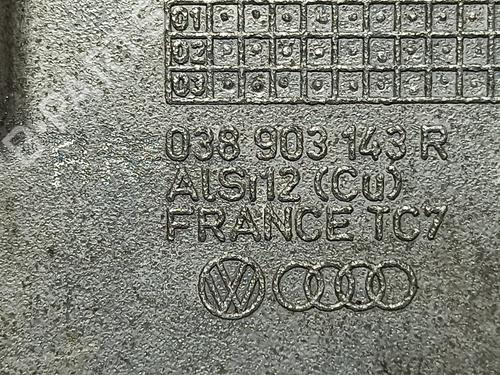 01
02
03
038 903 143 R
AlSi12 (Cu)
FRANCE TC7